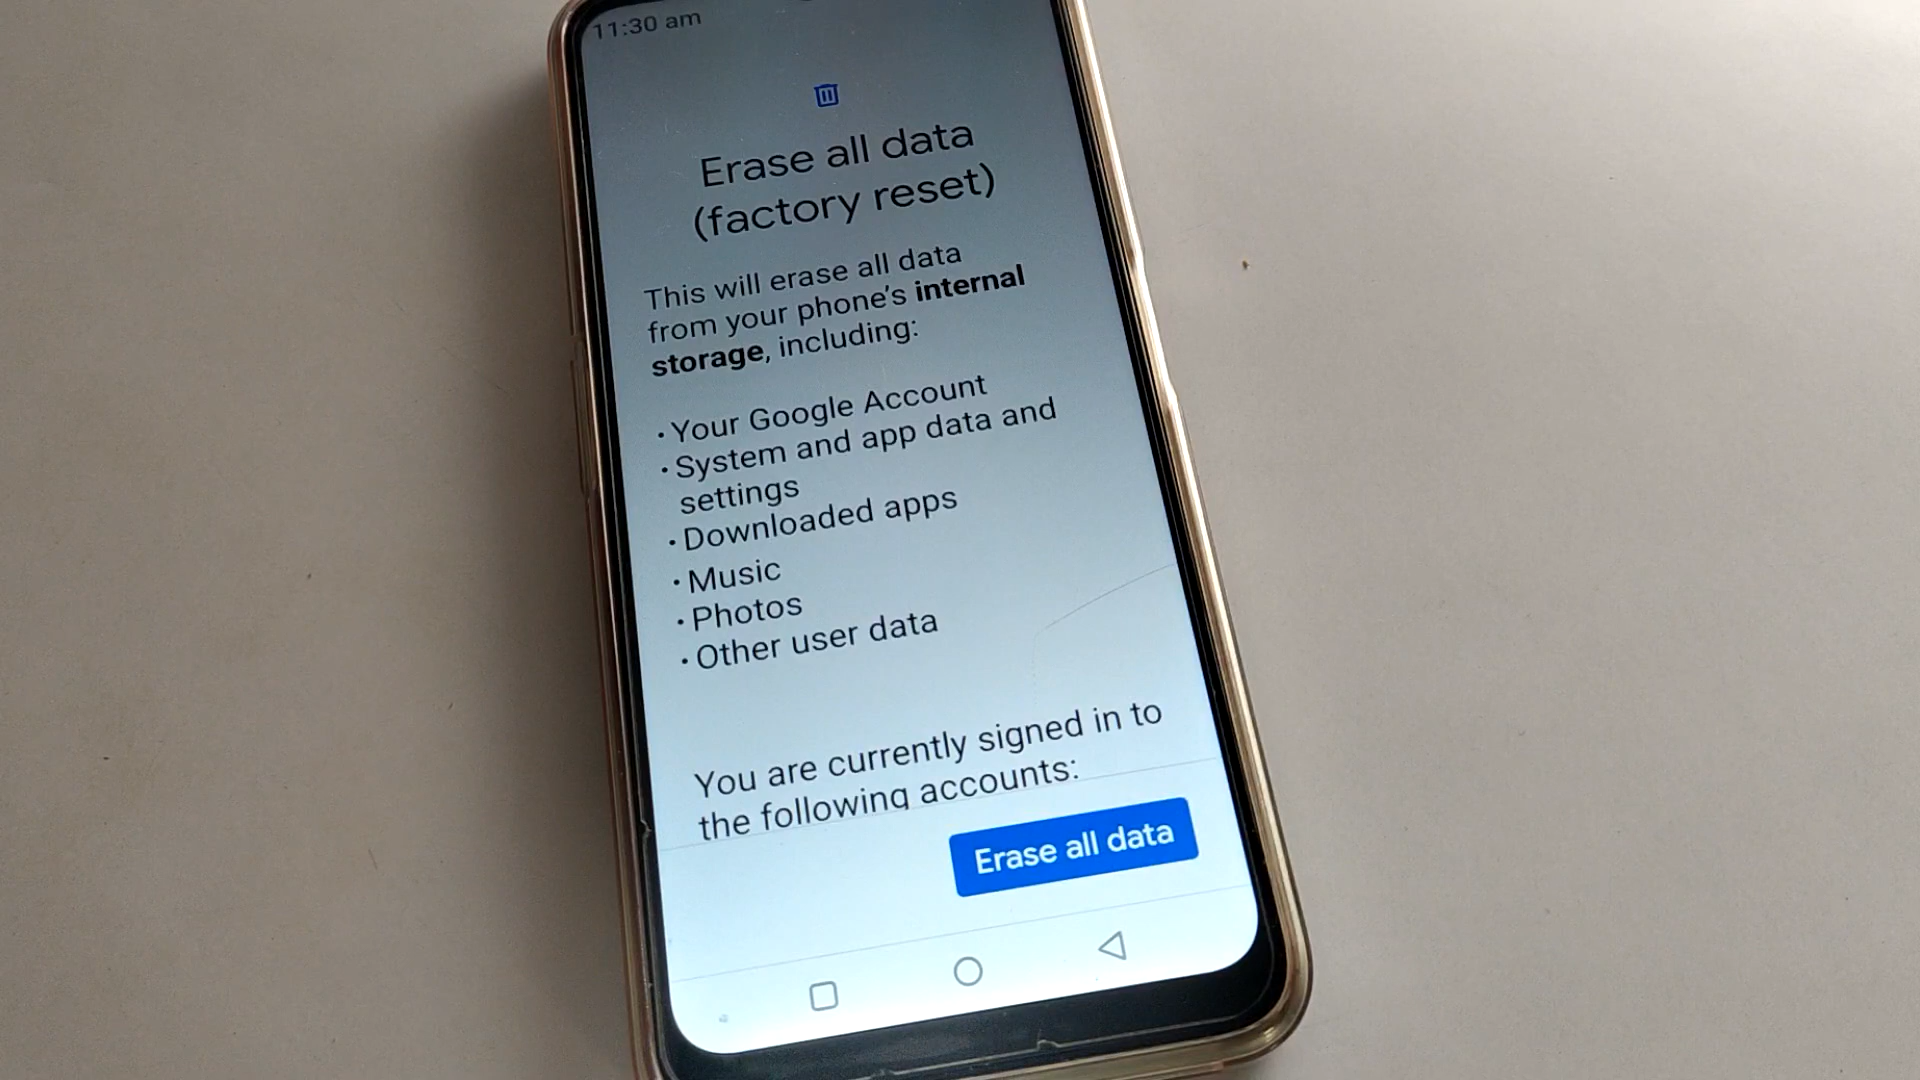 11:30 am
Erase all data
(factory reset)
This will erase all data
from your phone's internal
storage, including:
• Your Google Account
• System and app data and
settings
• Downloaded apps
• Music
• Photos
• Other user data
You are currently signed in to
the following accounts:
Erase all data